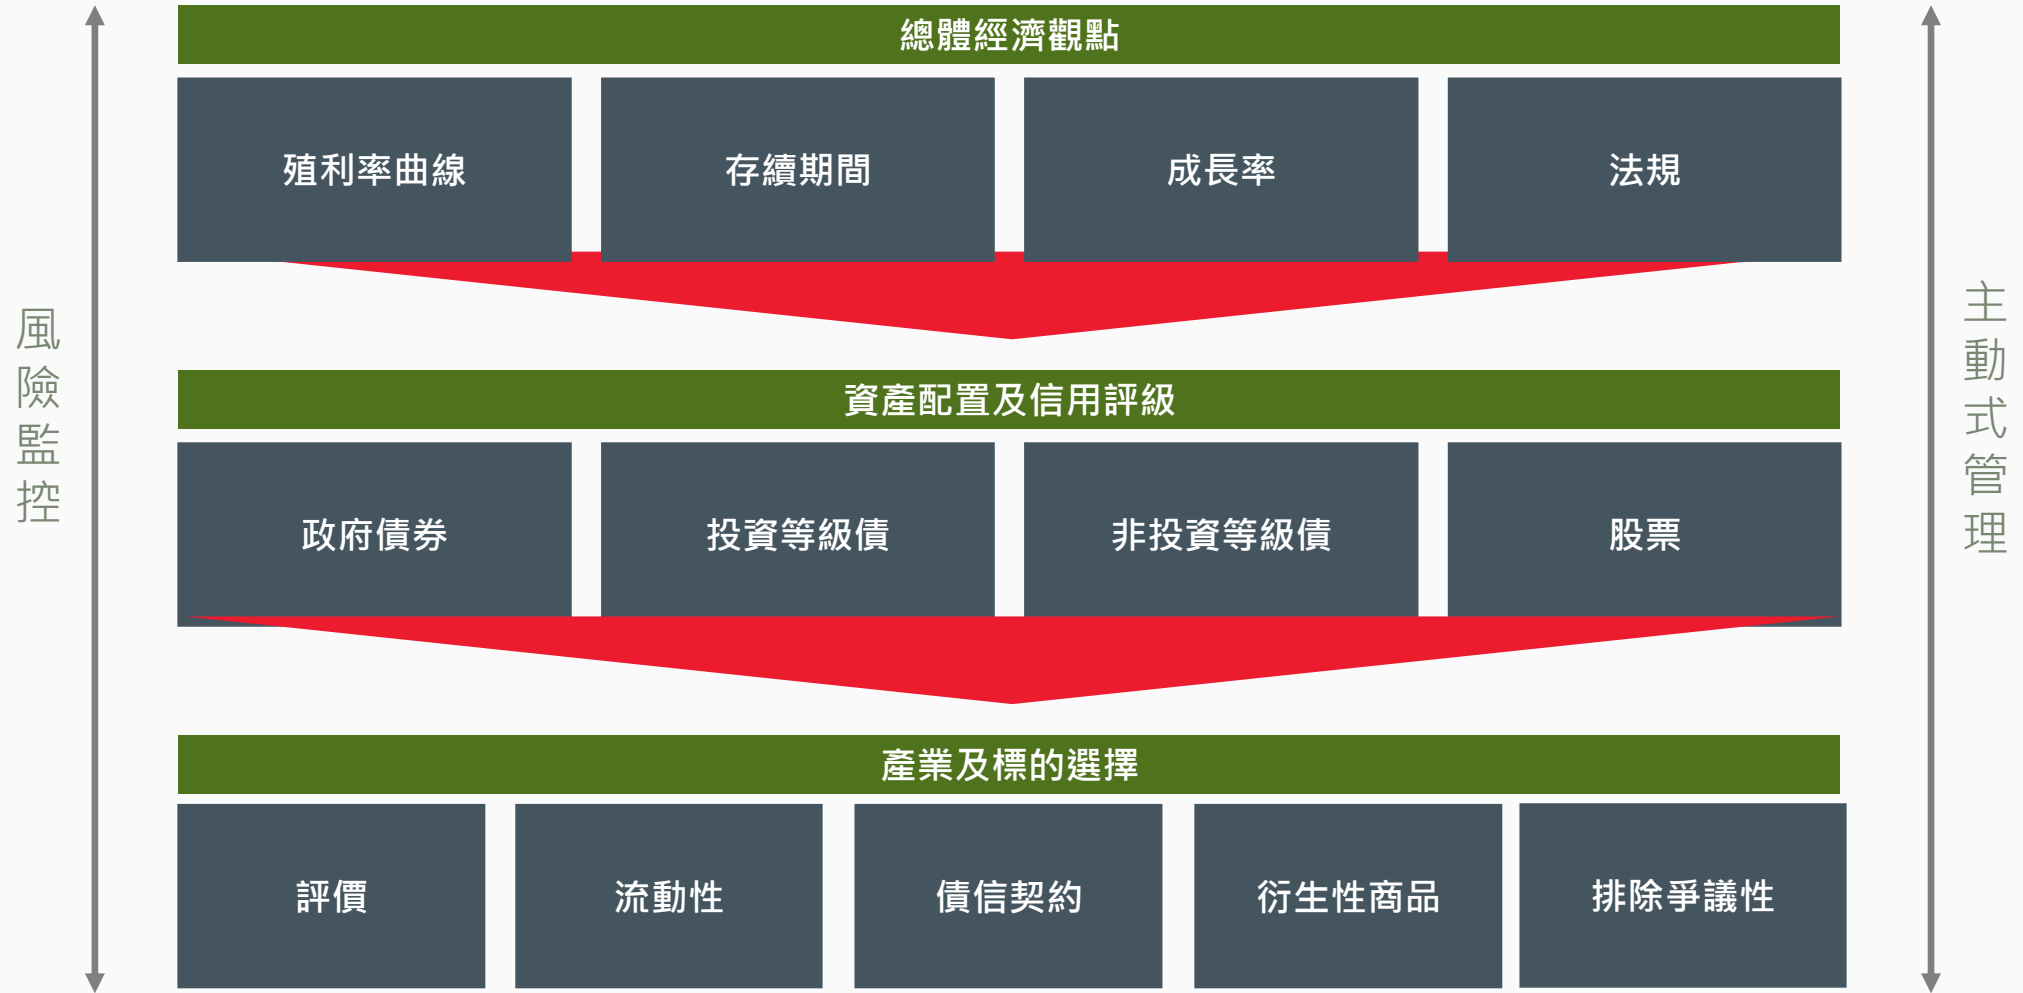 總體經濟觀點
殖利率曲線
存續期間
成長率
法規
風險監控
主動式管理
資產配置及信用評級
政府債券
投資等級債
非投資等級債
股票
產業及標的選擇
評價
流動性
債信契約
衍生性商品
排除爭議性